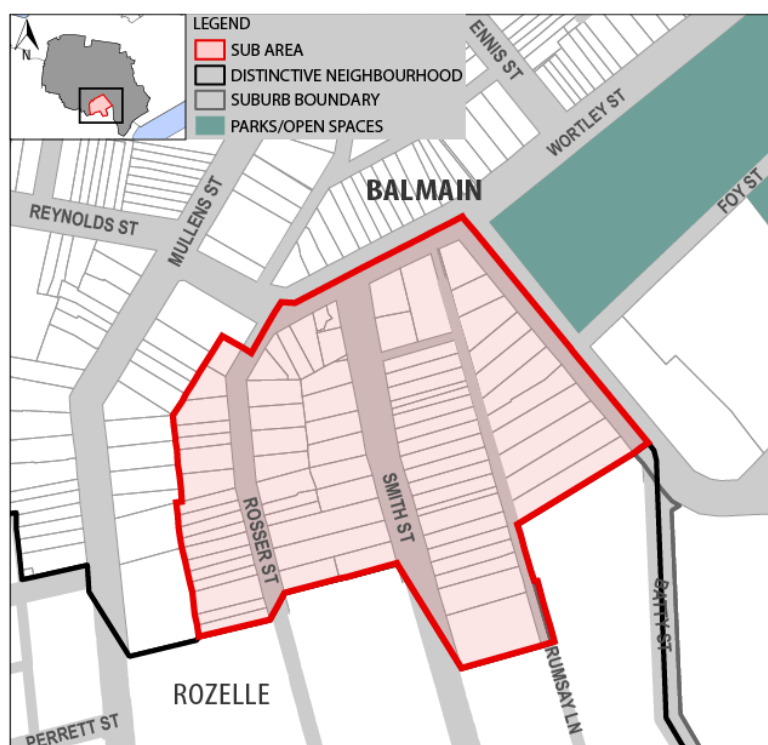 N
LEGEND
SUB AREA
DISTINCTIVE NEIGHBOURHOOD
SUBURB BOUNDARY
PARKS/OPEN SPACES
ENNIS ST
WORTLEY ST
FOY ST
BALMAIN
MULLENS ST
REYNOLDS ST
SMITH ST
ROSSER ST
BATTY ST
RUMSAY LN
ROZELLE
PERRETT ST